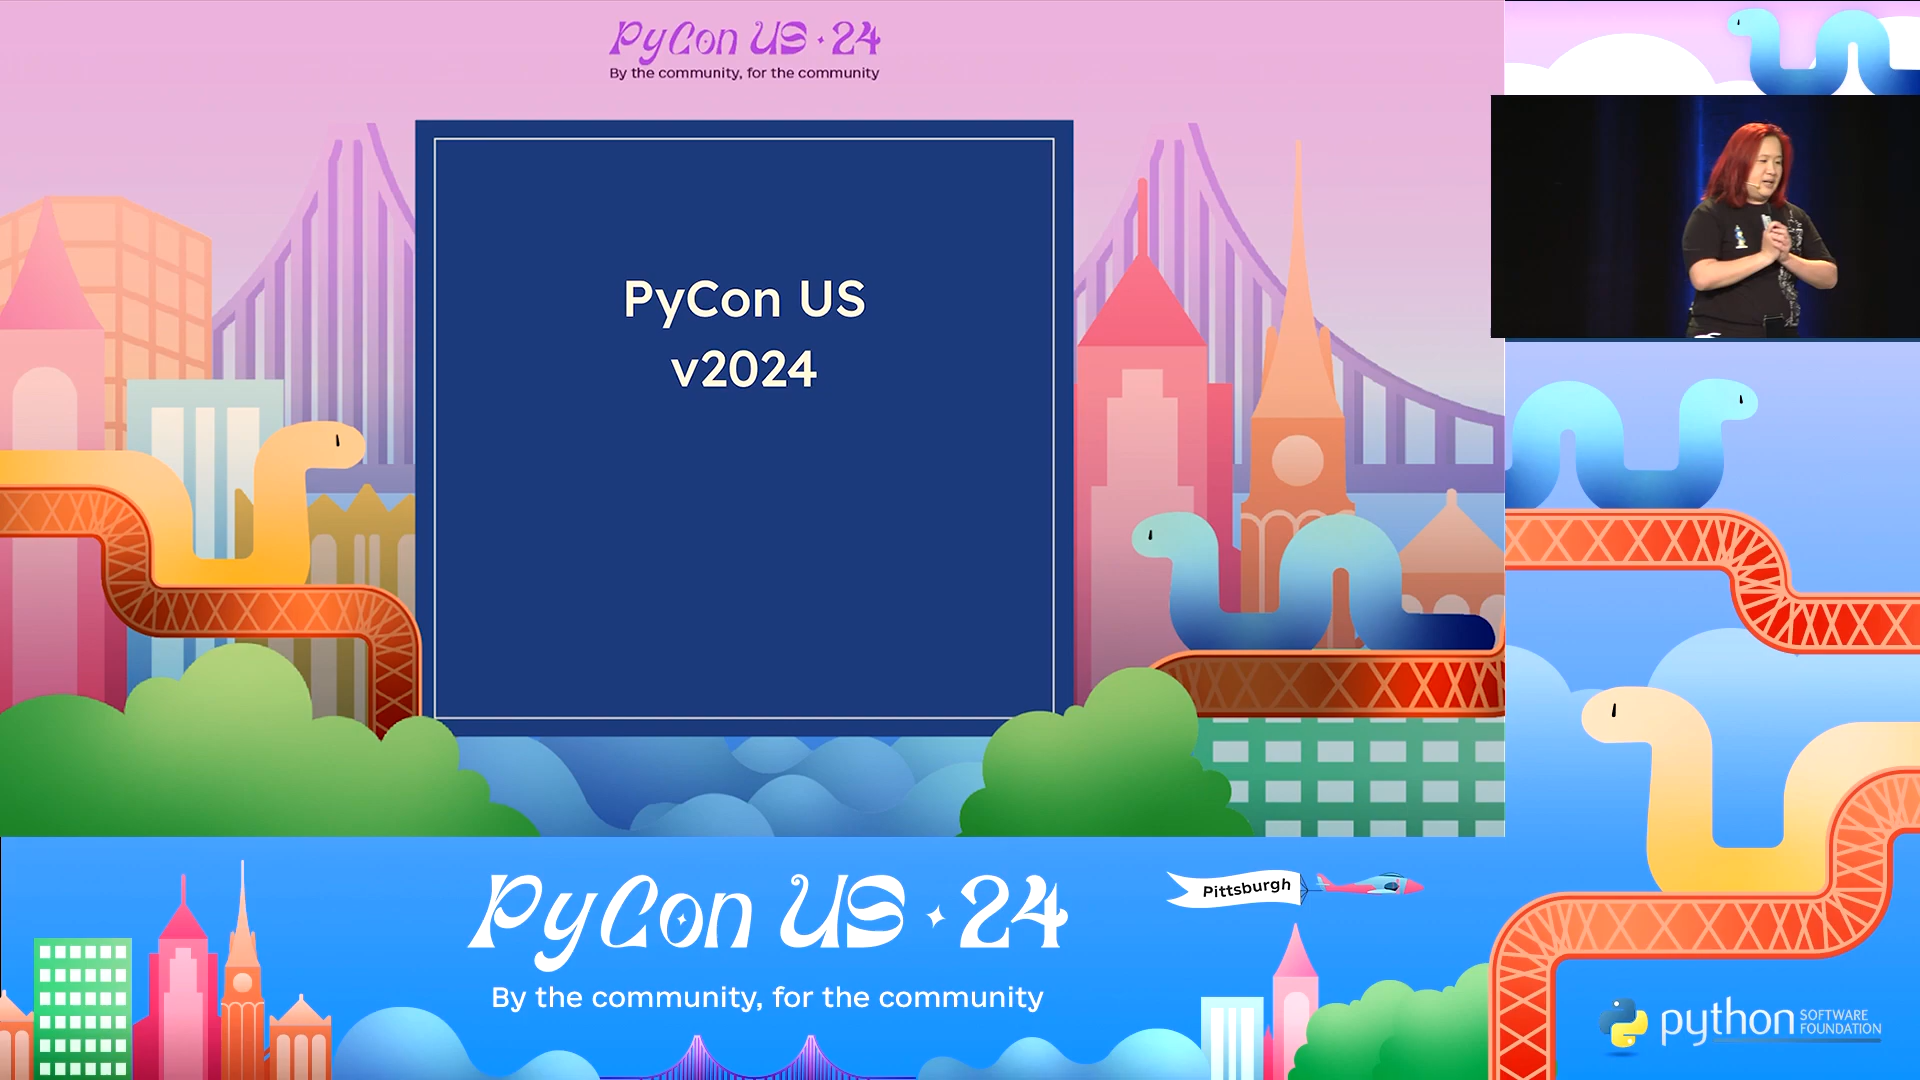 PyCon US · 24
By the community, for the community
PyCon US
v2024
PyCon US · 24
By the community, for the community
Pittsburgh
python
SOFTWARE
FOUNDATION